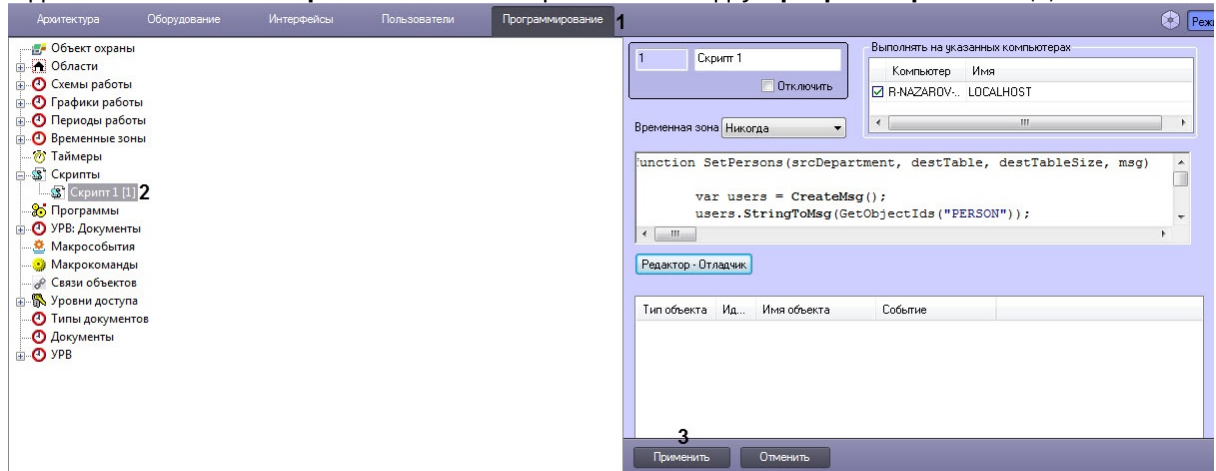 Архитектура Оборудование Интерфейсы Пользователи Программирование 1
Объект охраны
Области
Схемы работы
Графики работы
Периоды работы
Временные зоны
Таймеры
Скрипты
Скрипт 1 [1] 2
Программы
УРВ: Документы
Макрособытия
Макрокоманды
Связи объектов
Уровни доступа
Типы документов
Документы
УРВ
1 Скрипт 1
Отключить
Временная зона Никогда
Выполнять на указанных компьютерах
Компьютер Имя
R-NAZAROV-.. LOCALHOST
function SetPersons(srcDepartment, destTable, destTableSize, msg)
var users = CreateMsg();
users.StringToMsg(GetObjectIds("PERSON"));
Редактор - Отладчик
Тип объекта Ид... Имя объекта Событие
3
Применить Отменить